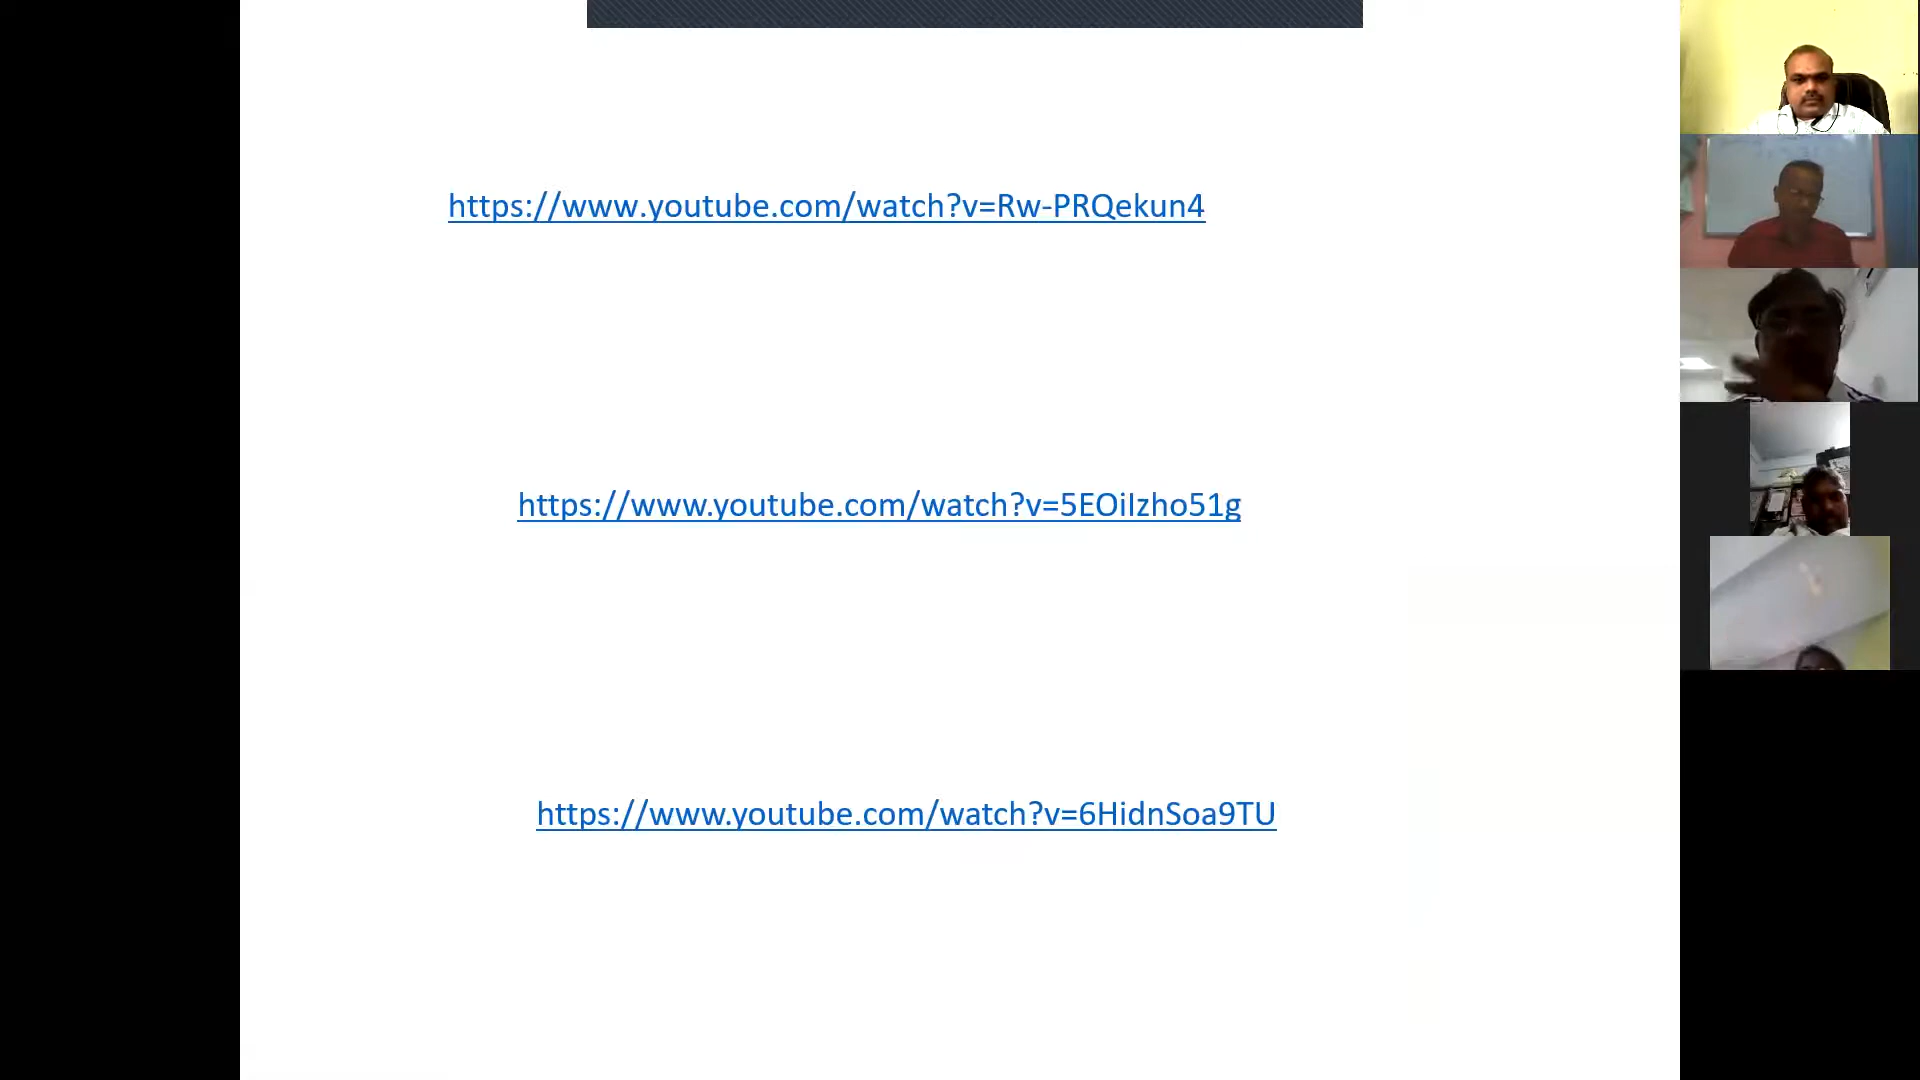 https://www.youtube.com/watch?v=Rw-PRQekun4
https://www.youtube.com/watch?v=5EOiIzho51g
https://www.youtube.com/watch?v=6HidnSoa9TU